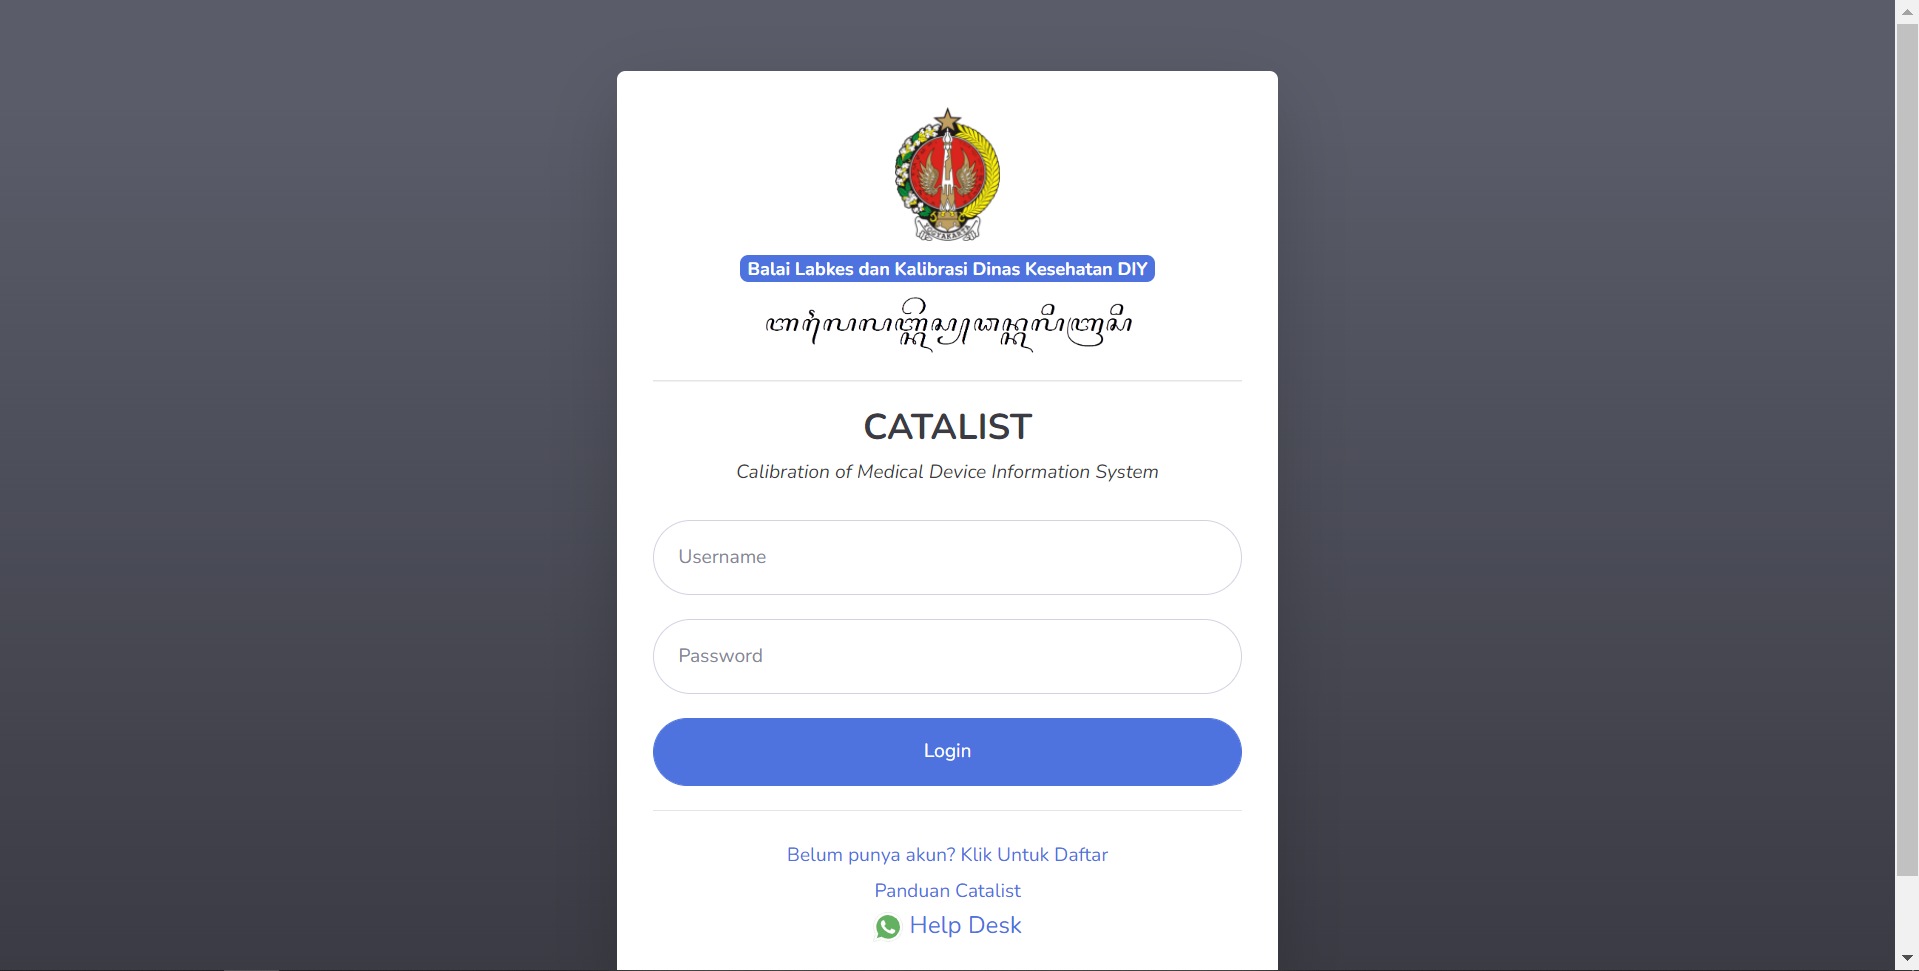 YOGYAKARTA
Balai Labkes dan Kalibrasi Dinas Kesehatan DIY
CATALIST
Calibration of Medical Device Information System
Username
Password
Login
Belum punya akun? Klik Untuk Daftar
Panduan Catalist
Help Desk